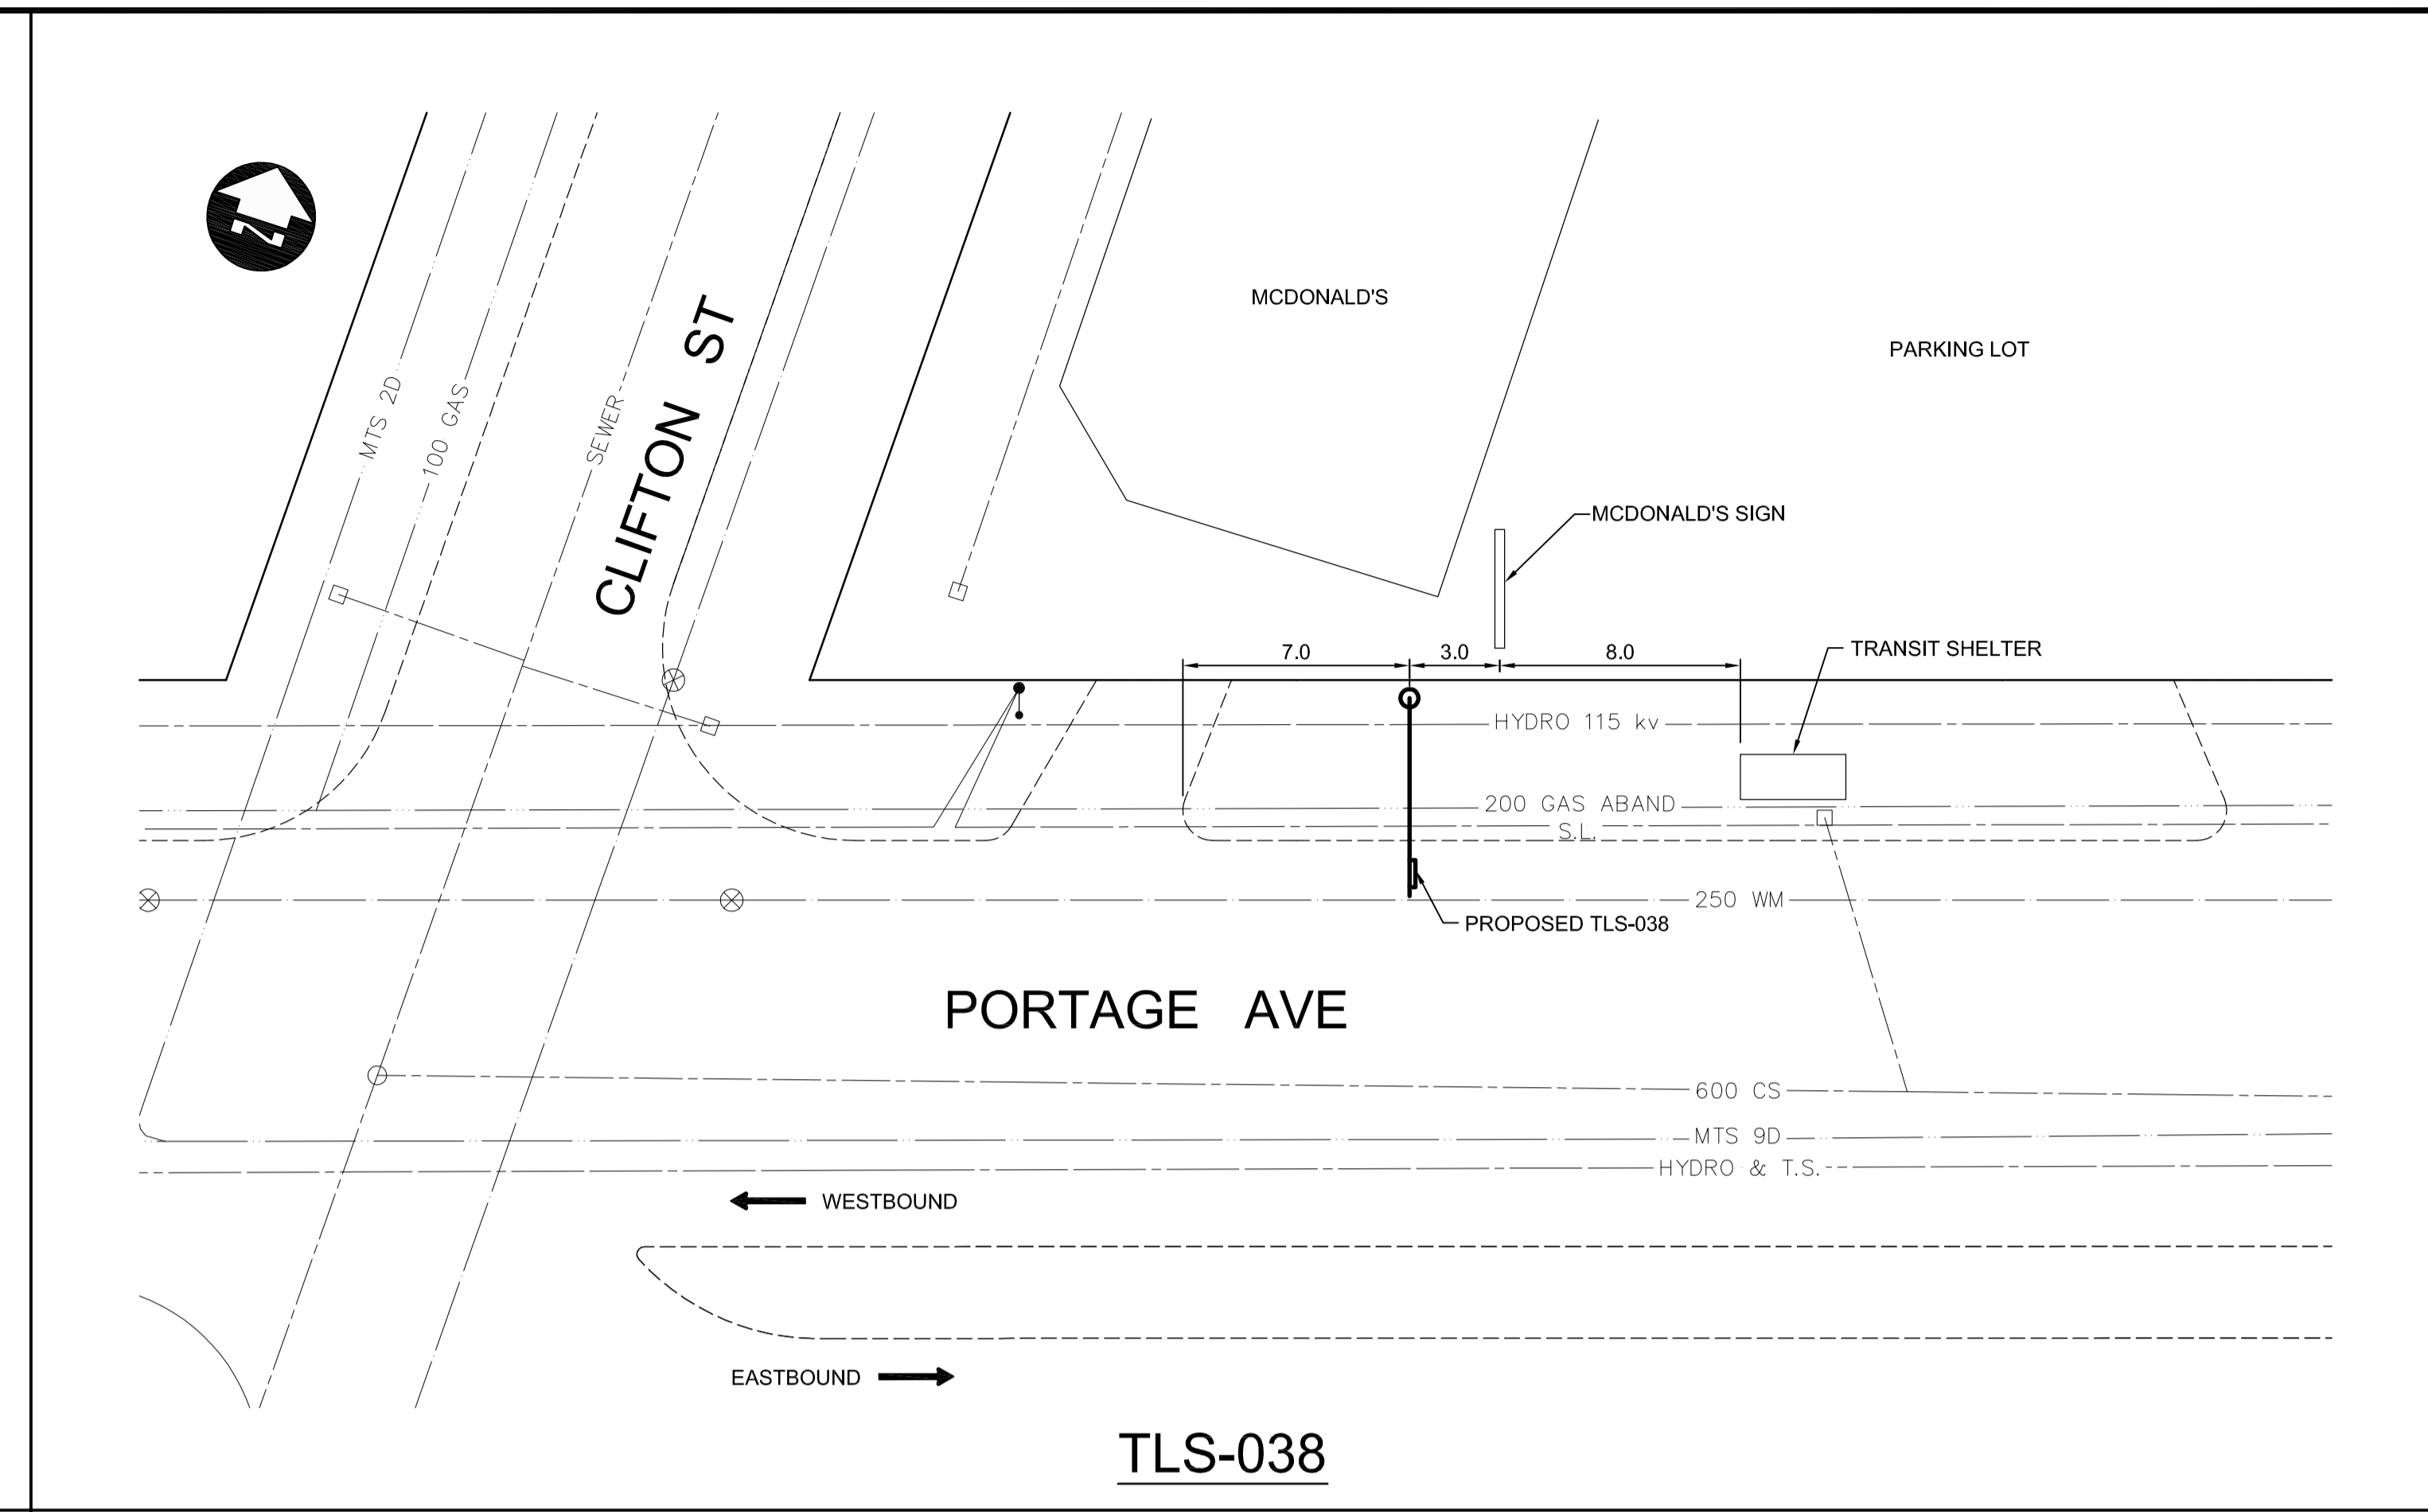 MCDONALD'S
PARKING LOT
CLIFTON ST
MTS 2D
100 GAS
SEWER
MCDONALD'S SIGN
7.0
3.0
8.0
TRANSIT SHELTER
HYDRO 115 kv
200 GAS ABAND
S.L.
250 WM
PROPOSED TLS-038
PORTAGE AVE
600 CS
MTS 9D
HYDRO & T.S.
WESTBOUND
EASTBOUND
TLS-038
Z